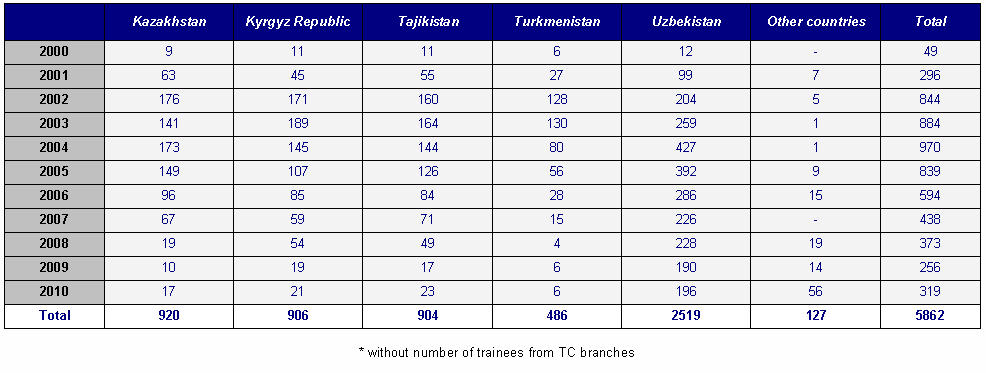 Kazakhstan Kyrgyz Republic Tajikistan Turkmenistan Uzbekistan Other countries Total
2000 9 11 11 6 12 - 49
2001 63 45 55 27 99 7 296
2002 176 171 160 128 204 5 844
2003 141 189 164 130 259 1 884
2004 173 145 144 80 427 1 970
2005 149 107 126 56 392 9 839
2006 96 85 84 28 286 15 594
2007 67 59 71 15 226 - 438
2008 19 54 49 4 228 19 373
2009 10 19 17 6 190 14 256
2010 17 21 23 6 196 56 319
Total 920 906 904 486 2519 127 5862
* without number of trainees from TC branches